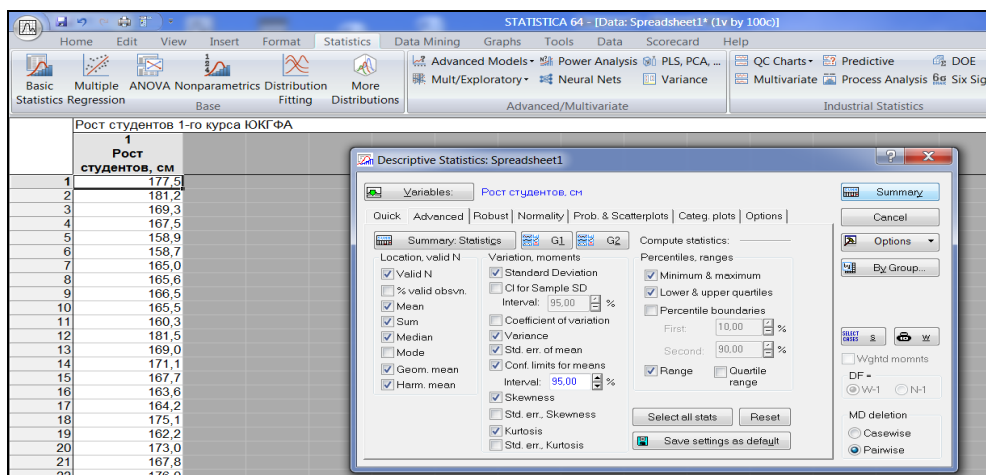 STATISTICA 64 - [Data: Spreadsheet1* (1v by 100c)]
Home Edit View Insert Format Statistics Data Mining Graphs Tools Data Scorecard Help
Basic Statistics
Multiple Regression
ANOVA
Nonparametrics
Distribution Fitting
More Distributions
Base
Advanced Models Power Analysis PLS, PCA, ...
Mult/Exploratory Neural Nets Variance
Advanced/Multivariate
QC Charts Predictive DOE
Multivariate Process Analysis Six Sig
Industrial Statistics
Рост студентов 1-го курса ЮКГФА
1
Рост
студентов, см
1 177,5
2 181,2
3 169,3
4 167,5
5 158,9
6 158,7
7 165,0
8 165,6
9 166,5
10 165,5
11 160,3
12 181,5
13 169,0
14 171,1
15 167,7
16 163,6
17 164,2
18 175,1
19 162,2
20 173,0
21 167,8
Descriptive Statistics: Spreadsheet1
Variables: Рост студентов, см
Quick Advanced Robust Normality Prob. & Scatterplots Categ. plots Options
Summary: Statistics G1 G2
Location, valid N
Valid N
% valid obsvn.
Mean
Sum
Median
Mode
Geom. mean
Harm. mean
Variation, moments
Standard Deviation
CI for Sample SD
Interval: 95,00 %
Coefficient of variation
Variance
Std. err. of mean
Conf. limits for means
Interval: 95,00 %
Skewness
Std. err., Skewness
Kurtosis
Std. err., Kurtosis
Compute statistics:
Percentiles, ranges
Minimum & maximum
Lower & upper quartiles
Percentile boundaries
First: 10,00 %
Second: 90,00 %
Range Quartile
range
Select all stats Reset
Save settings as default
Summary
Cancel
Options
By Group...
SELECT CASES S W
Wghtd momnts
DF =
W-1 N-1
MD deletion
Casewise
Pairwise